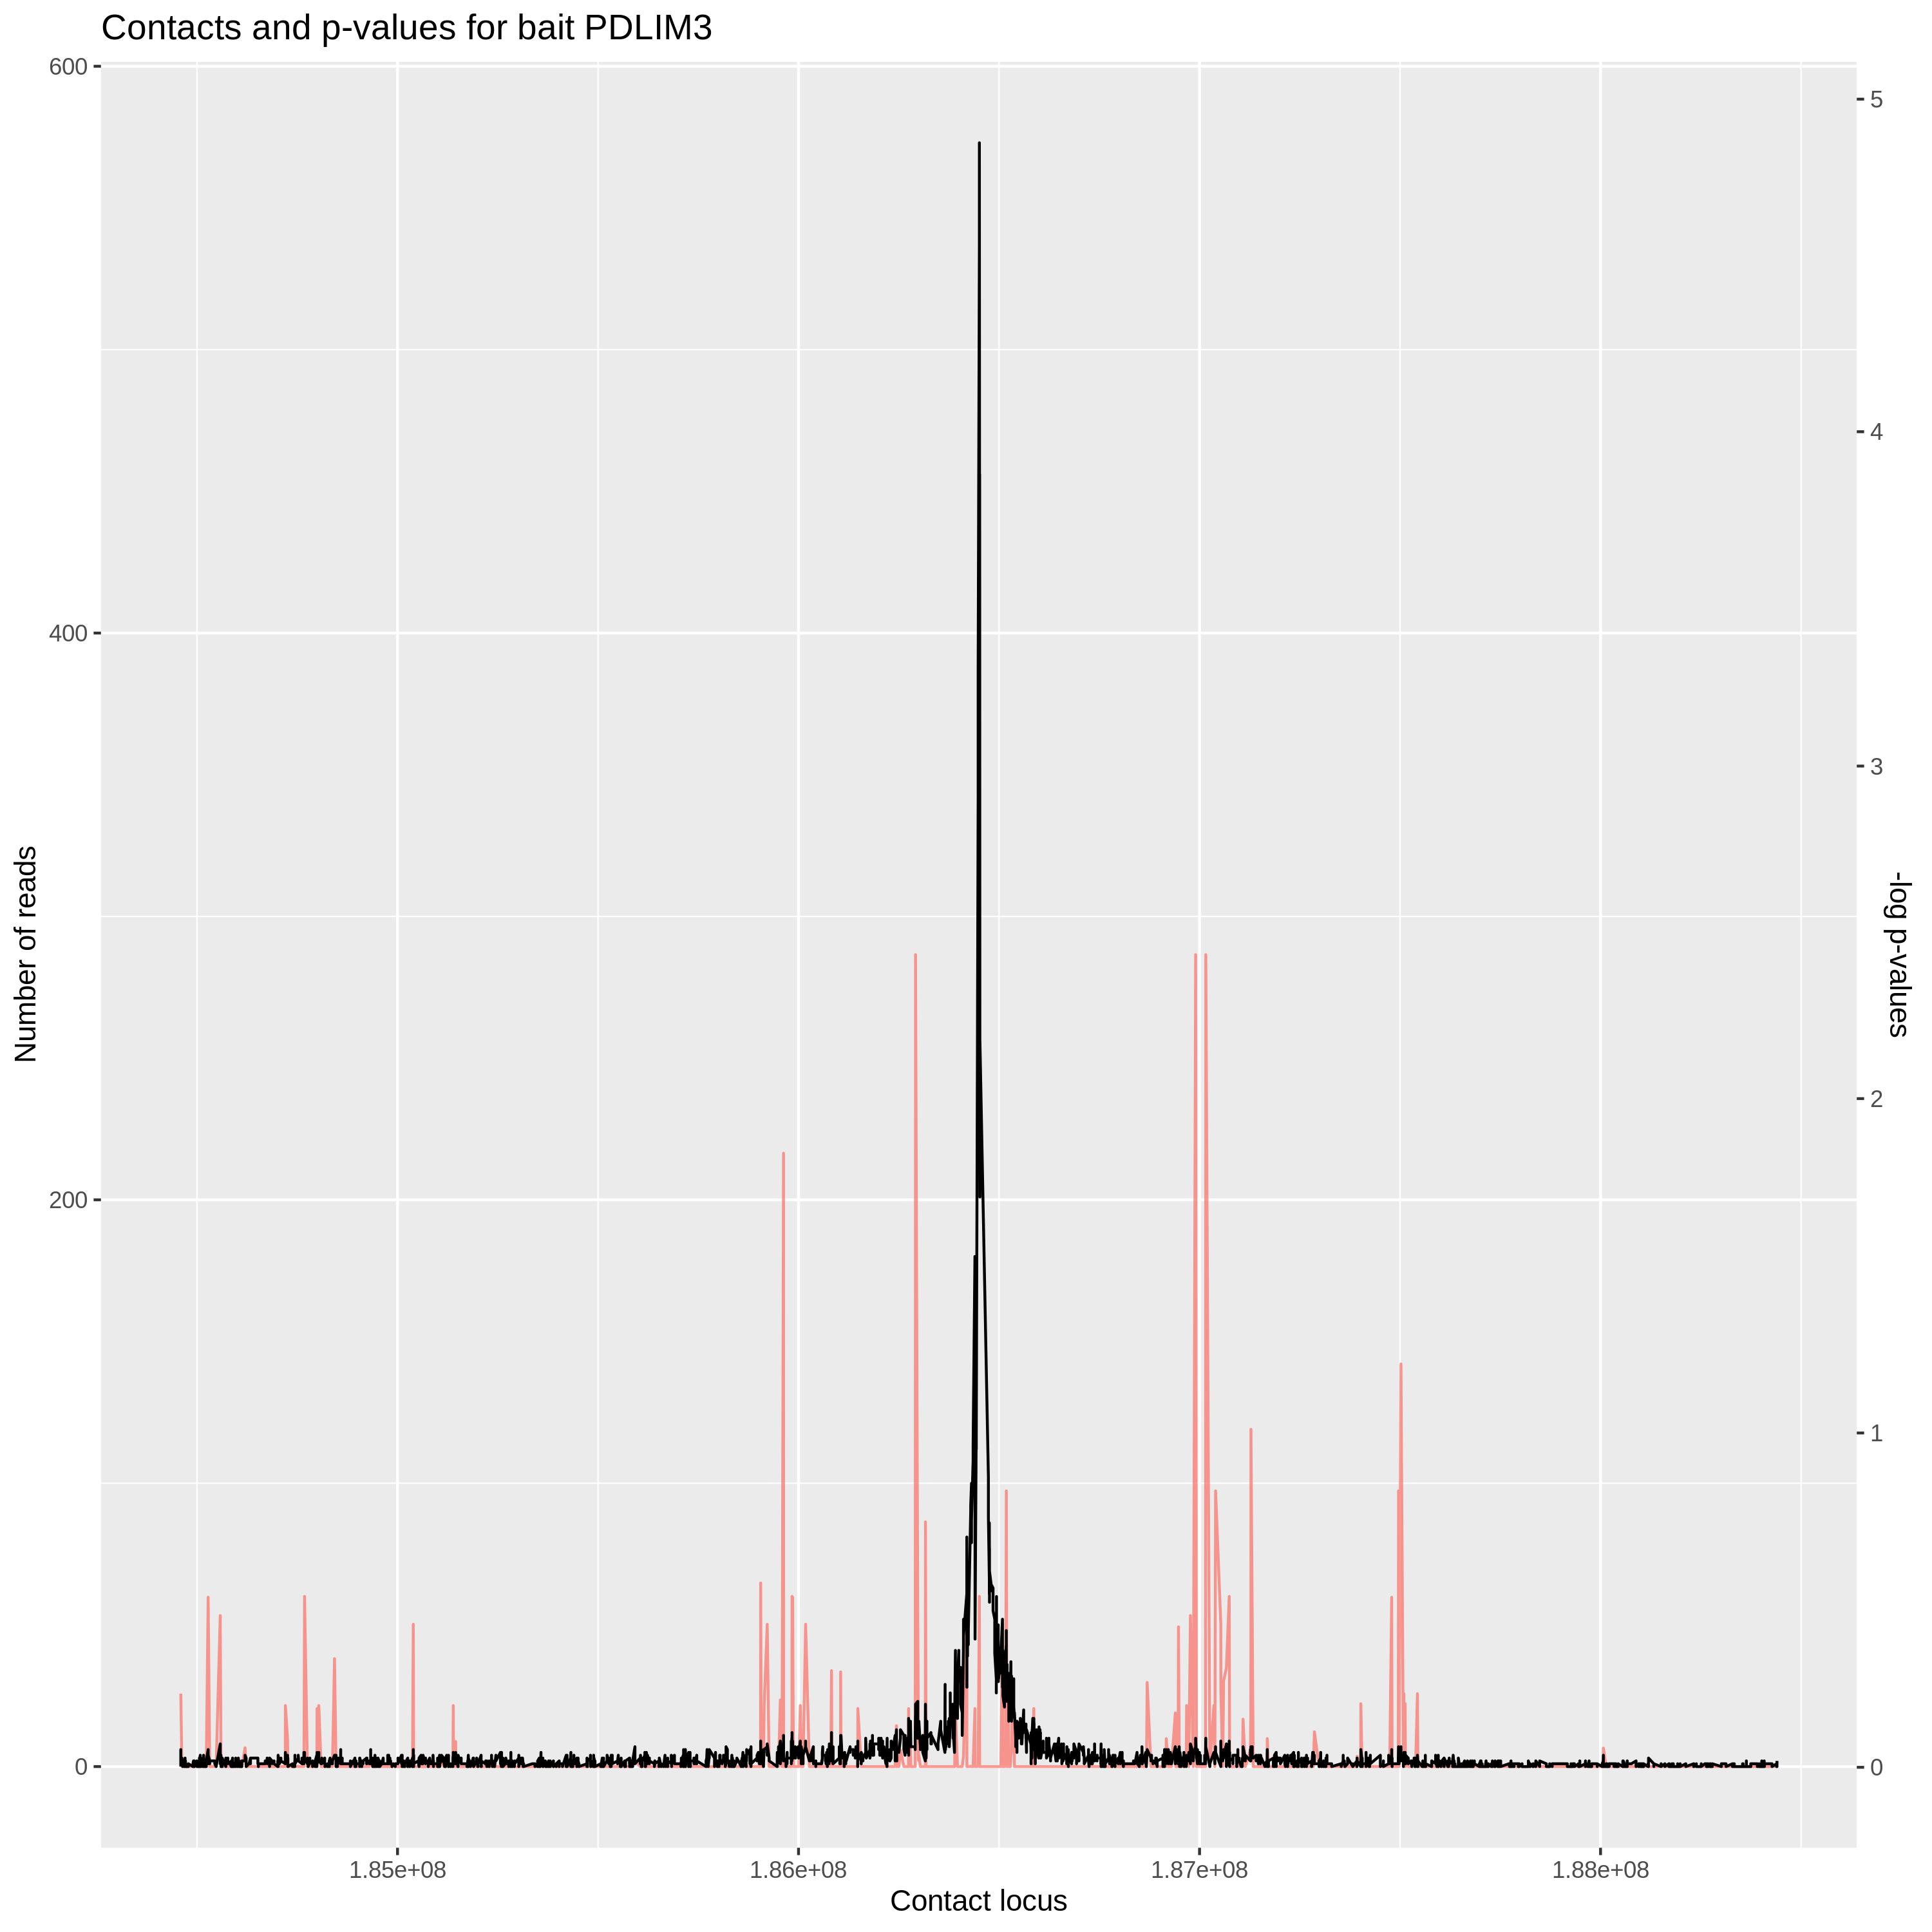 Contacts and p-values for bait PDLIM3
600
400
200
0
Number of reads
5
4
3
2
1
0
-log p-values
1.85e+08
1.86e+08
1.87e+08
1.88e+08
Contact locus